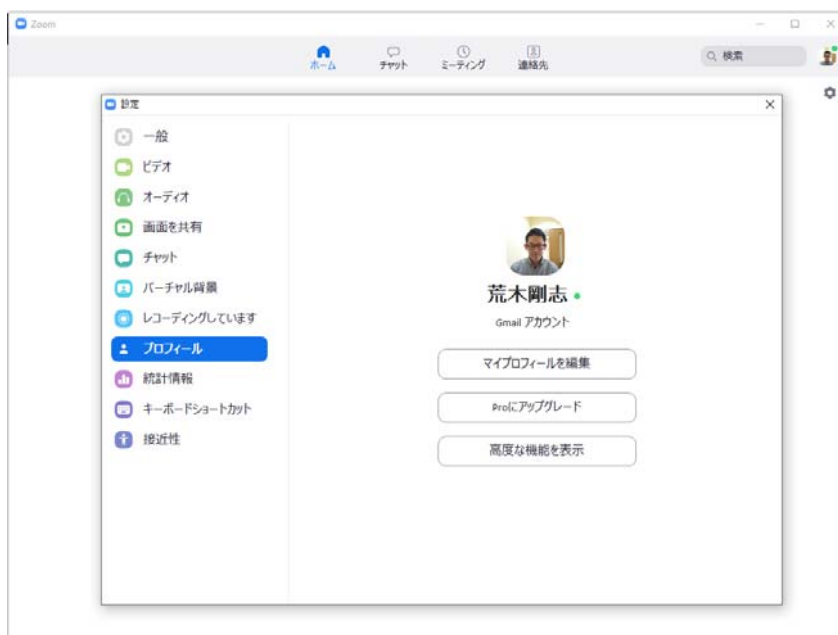 Zoom
ホーム
チャット
ミーティング
連絡先
検索
設定
一般
ビデオ
オーディオ
画面を共有
チャット
バーチャル背景
レコーディングしています
プロフィール
統計情報
キーボードショートカット
接近性
荒木剛志
Gmail アカウント
マイプロフィールを編集
Proにアップグレード
高度な機能を表示